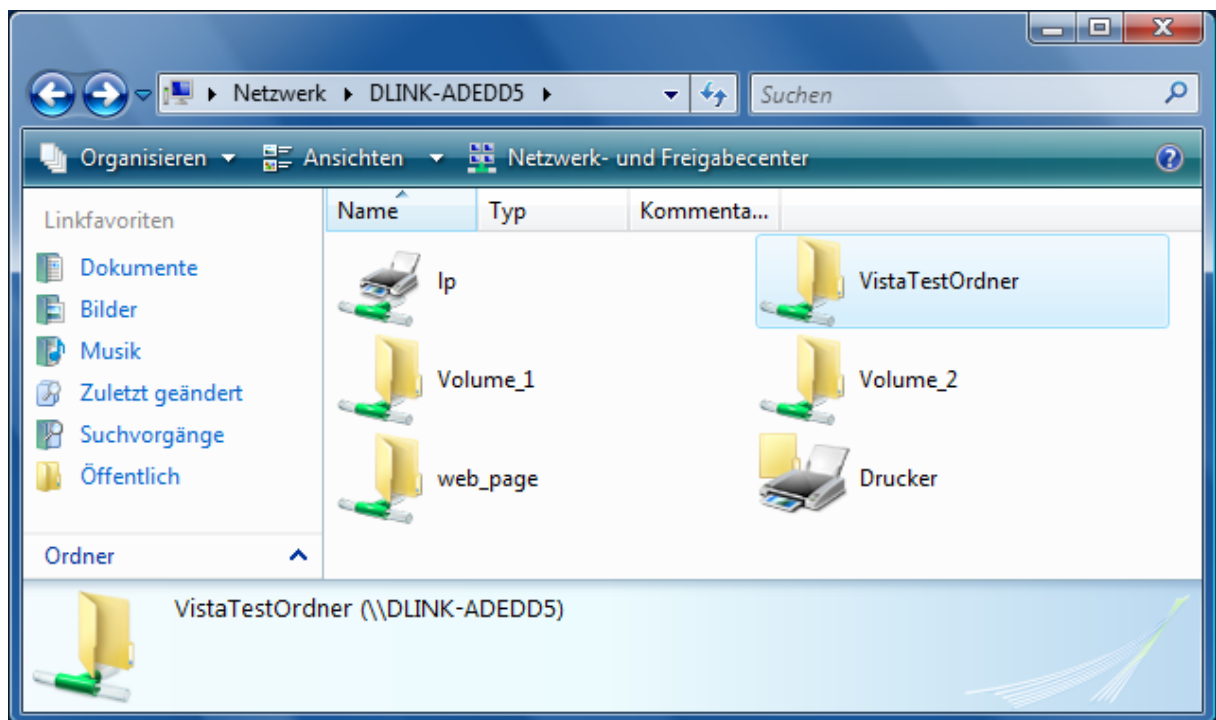 Netzwerk ▸ DLINK-ADEDD5 ▸
Suchen
Organisieren Ansichten Netzwerk- und Freigabecenter
Linkfavoriten
Dokumente
Bilder
Musik
Zuletzt geändert
Suchvorgänge
Öffentlich
Ordner
Name Typ Kommenta...
lp VistaTestOrdner
Volume_1 Volume_2
web_page Drucker
VistaTestOrdner (\\DLINK-ADEDD5)